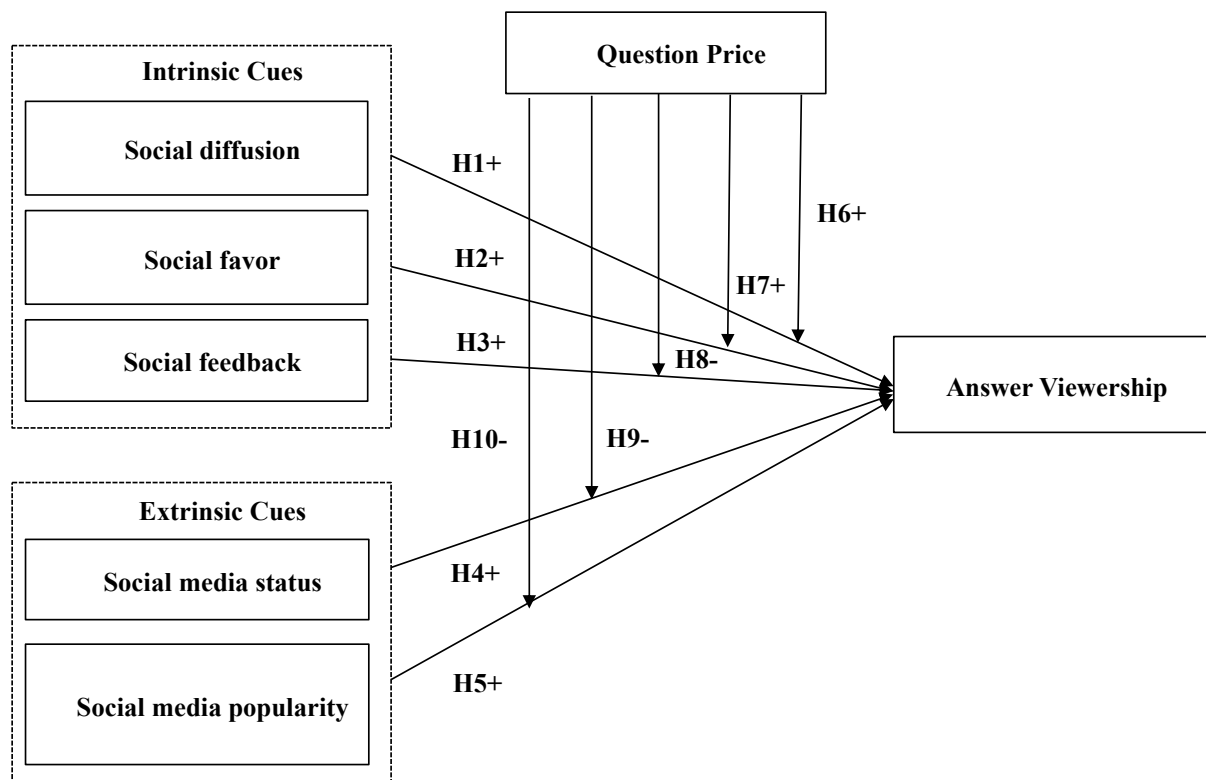 Question Price
Intrinsic Cues
Social diffusion
Social favor
Social feedback
H1+
H2+
H3+
H6+
H7+
H8-
H9-
H10-
Answer Viewership
Extrinsic Cues
Social media status
Social media popularity
H4+
H5+